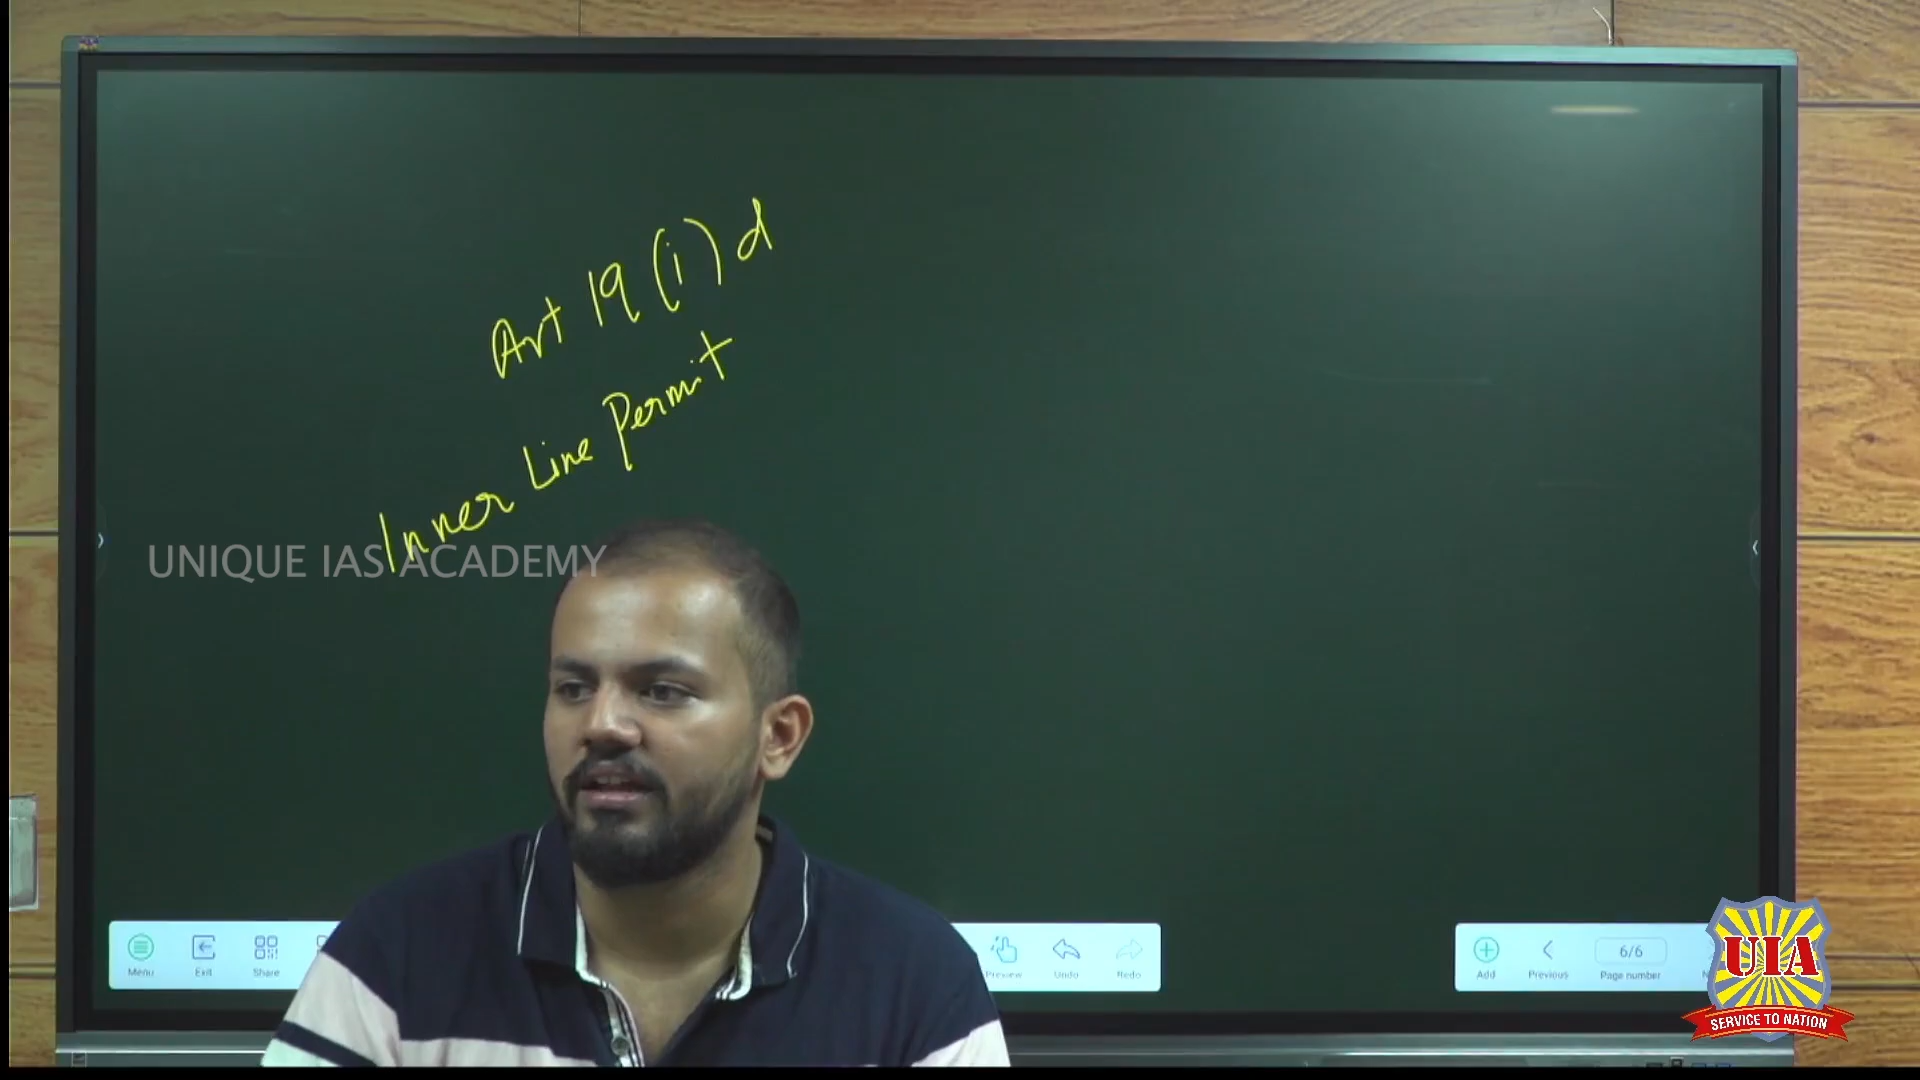 Art 19 (i) d
Inner Line Permit
UNIQUE IAS ACADEMY
Menu
Exit
Share
Preview
Undo
Redo
Add
Previous
6/6
Page number
UIA
SERVICE TO NATION